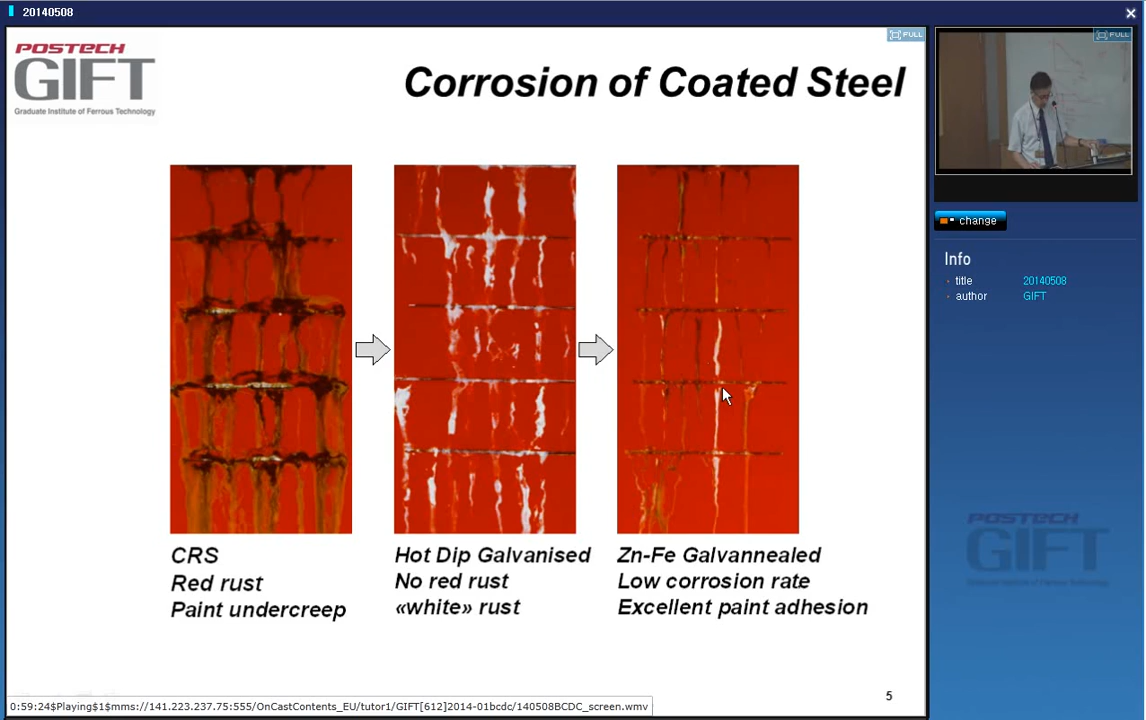 20140508
POSTECH
GIFT
Graduate Institute of Ferrous Technology
FULL
Corrosion of Coated Steel
CRS
Red rust
Paint undercreep
Hot Dip Galvanised
No red rust
«white» rust
Zn-Fe Galvannealed
Low corrosion rate
Excellent paint adhesion
5
0:59:24$Playing$1$mms://141.223.237.75:555/OnCastContents_EU/tutor1/GIFT[612]2014-01bcdc/140508BCDC_screen.wmv
FULL
change
Info
title 20140508
author GIFT
POSTECH
GIFT